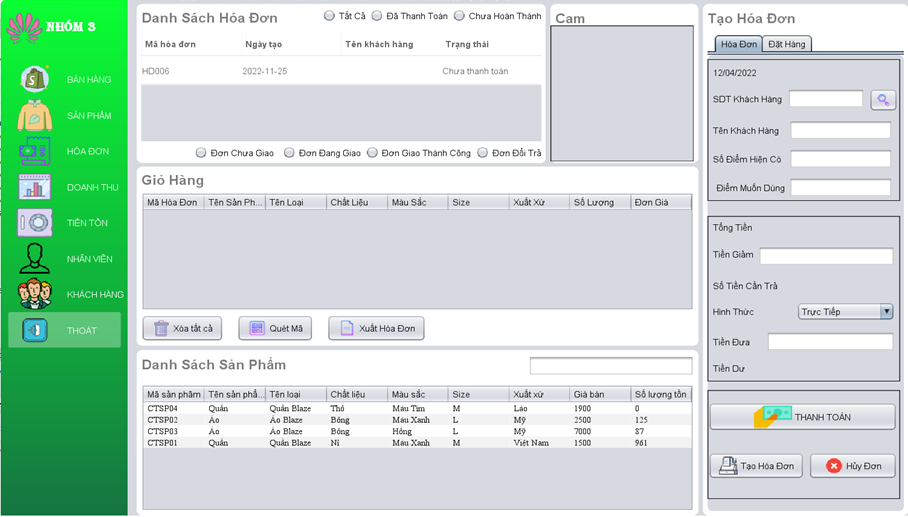 NHÓM 3
BÁN HÀNG
SẢN PHẨM
HÓA ĐƠN
DOANH THU
TIỀN TỒN
NHÂN VIÊN
KHÁCH HÀNG
THOÁT
Danh Sách Hóa Đơn
Tất Cả Đã Thanh Toán Chưa Hoàn Thành
Mã hóa đơn Ngày tạo Tên khách hàng Trạng thái
HD006 2022-11-25 Chưa thanh toán
Đơn Chưa Giao Đơn Đang Giao Đơn Giao Thành Công Đơn Đổi Trả
Cam
Giỏ Hàng
Mã Hóa Đơn Tên Sản Ph... Tên Loại Chất Liệu Màu Sắc Size Xuất Xứ Số Lượng Đơn Giá
Xóa tất cả Quét Mã Xuất Hóa Đơn
Danh Sách Sản Phẩm
Mã sản phẩm Tên sản phẩ... Tên loại Chất liệu Màu sắc Size Xuất xứ Giá bán Số lượng tồn
CTSP04 Quần Quần Blaze Thô Màu Tím M Lào 1900 0
CTSP02 Áo Áo Blaze Bông Màu Xanh L Mỹ 2500 125
CTSP03 Áo Áo Blaze Bông Hồng L Mỹ 7000 87
CTSP01 Quần Quần Blaze Nỉ Màu Xanh M Việt Nam 1500 961
Tạo Hóa Đơn
Hóa Đơn Đặt Hàng
12/04/2022
SDT Khách Hàng
Tên Khách Hàng
Số Điểm Hiện Có
Điểm Muốn Dùng
Tổng Tiền
Tiền Giảm
Số Tiền Cần Trả
Hình Thức Trực Tiếp
Tiền Đưa
Tiền Dư
THANH TOÁN
Tạo Hóa Đơn Hủy Đơn